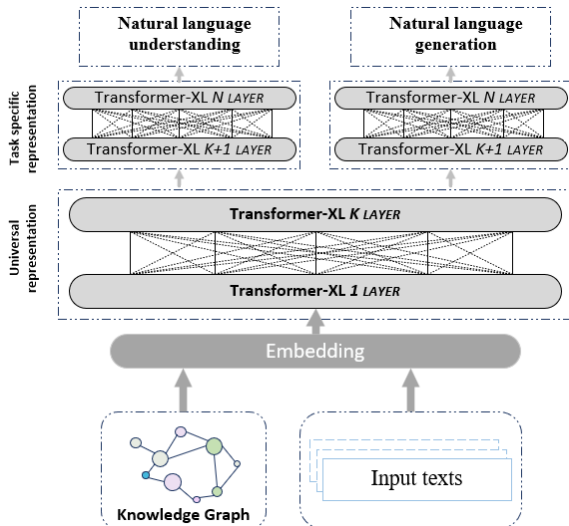 Natural language
understanding
Natural language
generation
Task specific
representation
Transformer-XL N LAYER
Transformer-XL K+1 LAYER
Transformer-XL N LAYER
Transformer-XL K+1 LAYER
Universal
representation
Transformer-XL K LAYER
Transformer-XL 1 LAYER
Embedding
Knowledge Graph
Input texts